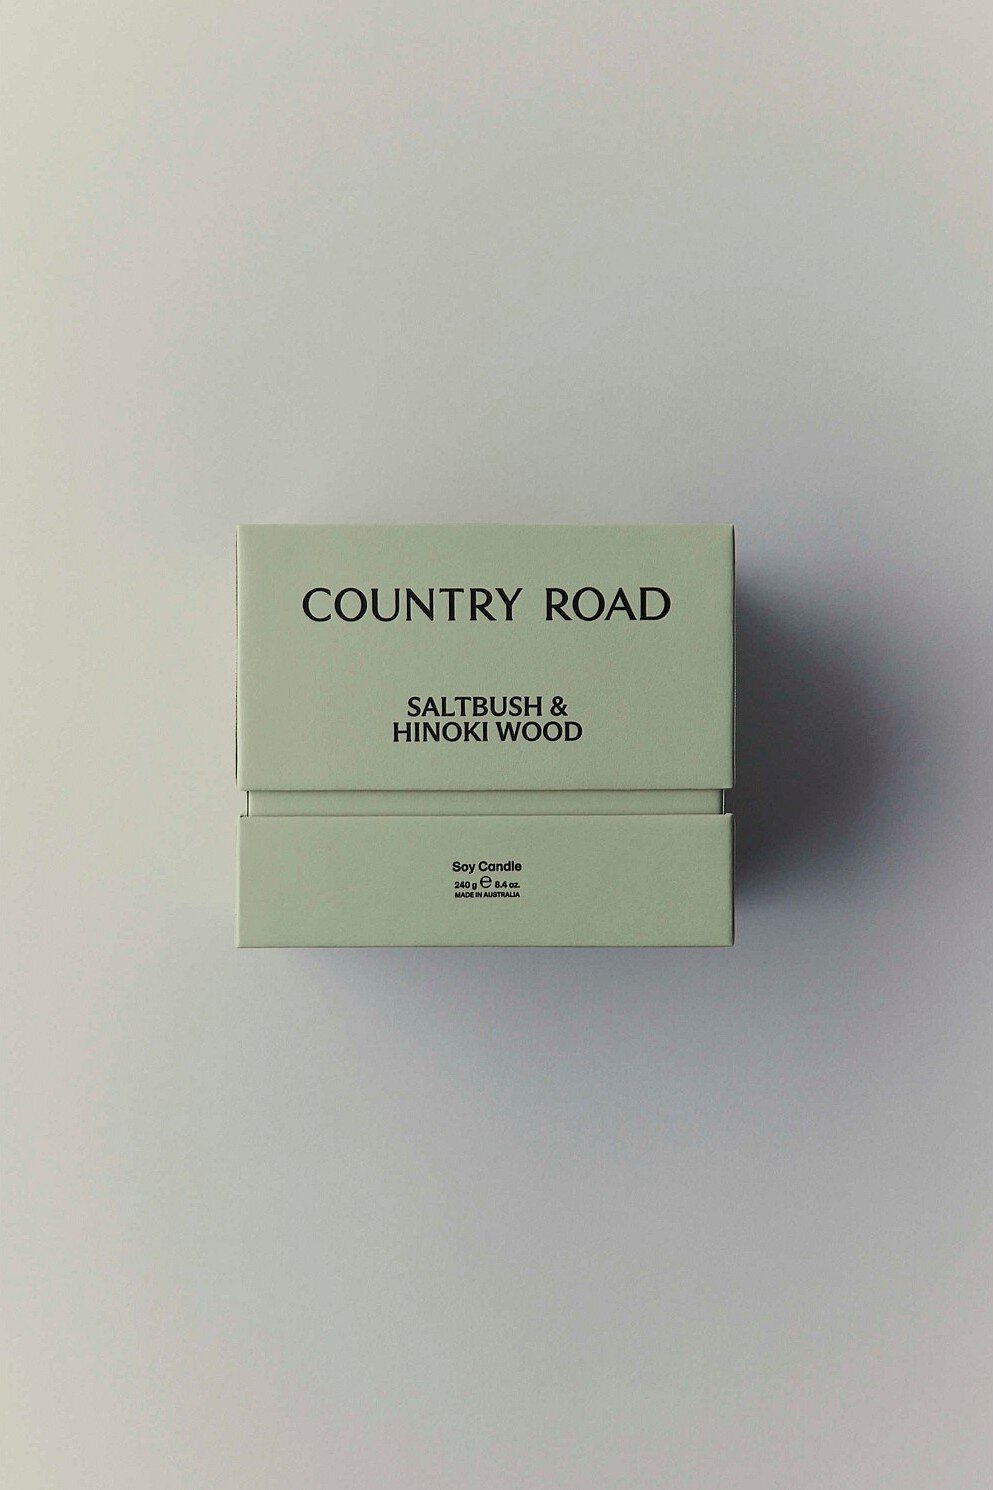 COUNTRY ROAD
SALTBUSH &
HINOKI WOOD
Soy Candle
240 g ℮ 8.4 oz.
MADE IN AUSTRALIA